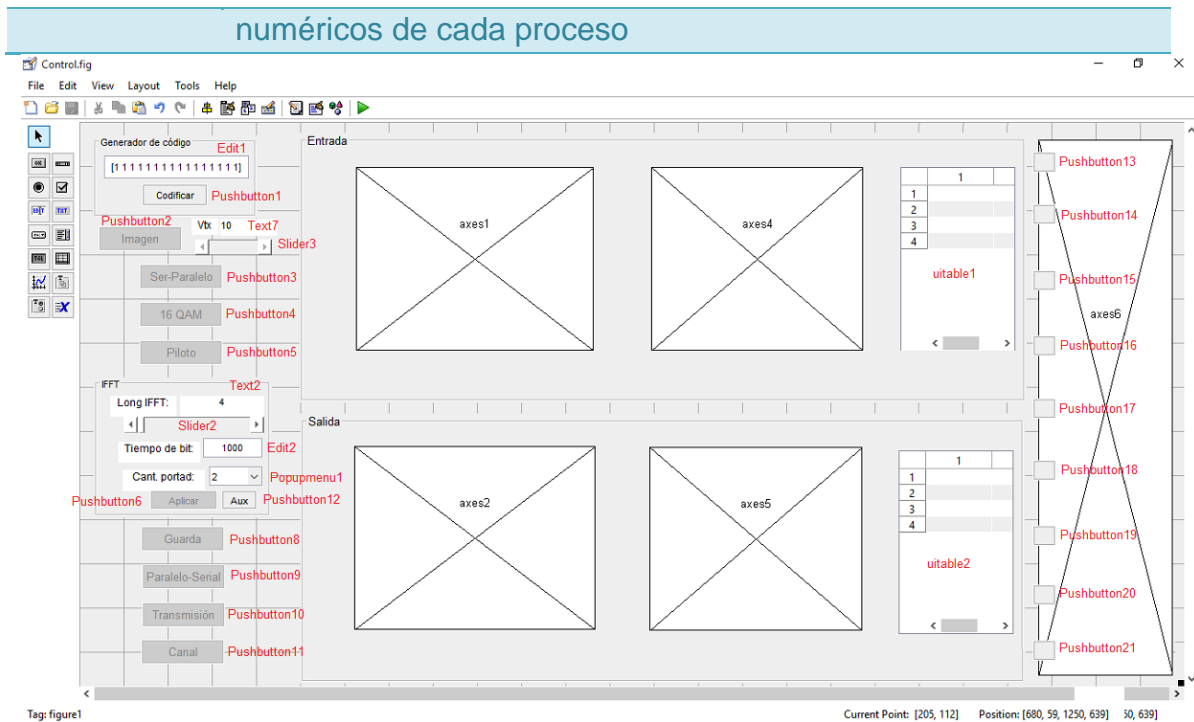 numéricos de cada proceso
Control.fig
File Edit View Layout Tools Help
Generador de código
Edit1
[1 1 1 1 1 1 1 1 1 1 1 1 1 1 1 1]
Codificar Pushbutton1
Pushbutton2
Imagen
Vtx 10 Text7
Slider3
Ser-Paralelo Pushbutton3
16 QAM Pushbutton4
Piloto Pushbutton5
IFFT
Text2
Long IFFT: 4
Slider2
Tiempo de bit: 1000 Edit2
Cant. portad: 2 Popupmenu1
Pushbutton6 Aplicar Aux Pushbutton12
Guarda Pushbutton8
Paralelo-Serial Pushbutton9
Transmisión Pushbutton10
Canal Pushbutton11
Entrada
axes1
axes4
1
1
2
3
4
uitable1
Salida
axes2
axes5
1
1
2
3
4
uitable2
Pushbutton13
Pushbutton14
Pushbutton15
axes6
Pushbutton16
Pushbutton17
Pushbutton18
Pushbutton19
Pushbutton20
Pushbutton21
Tag: figure1
Current Point: [205, 112] Position: [680, 59, 1250, 639] 50, 639]